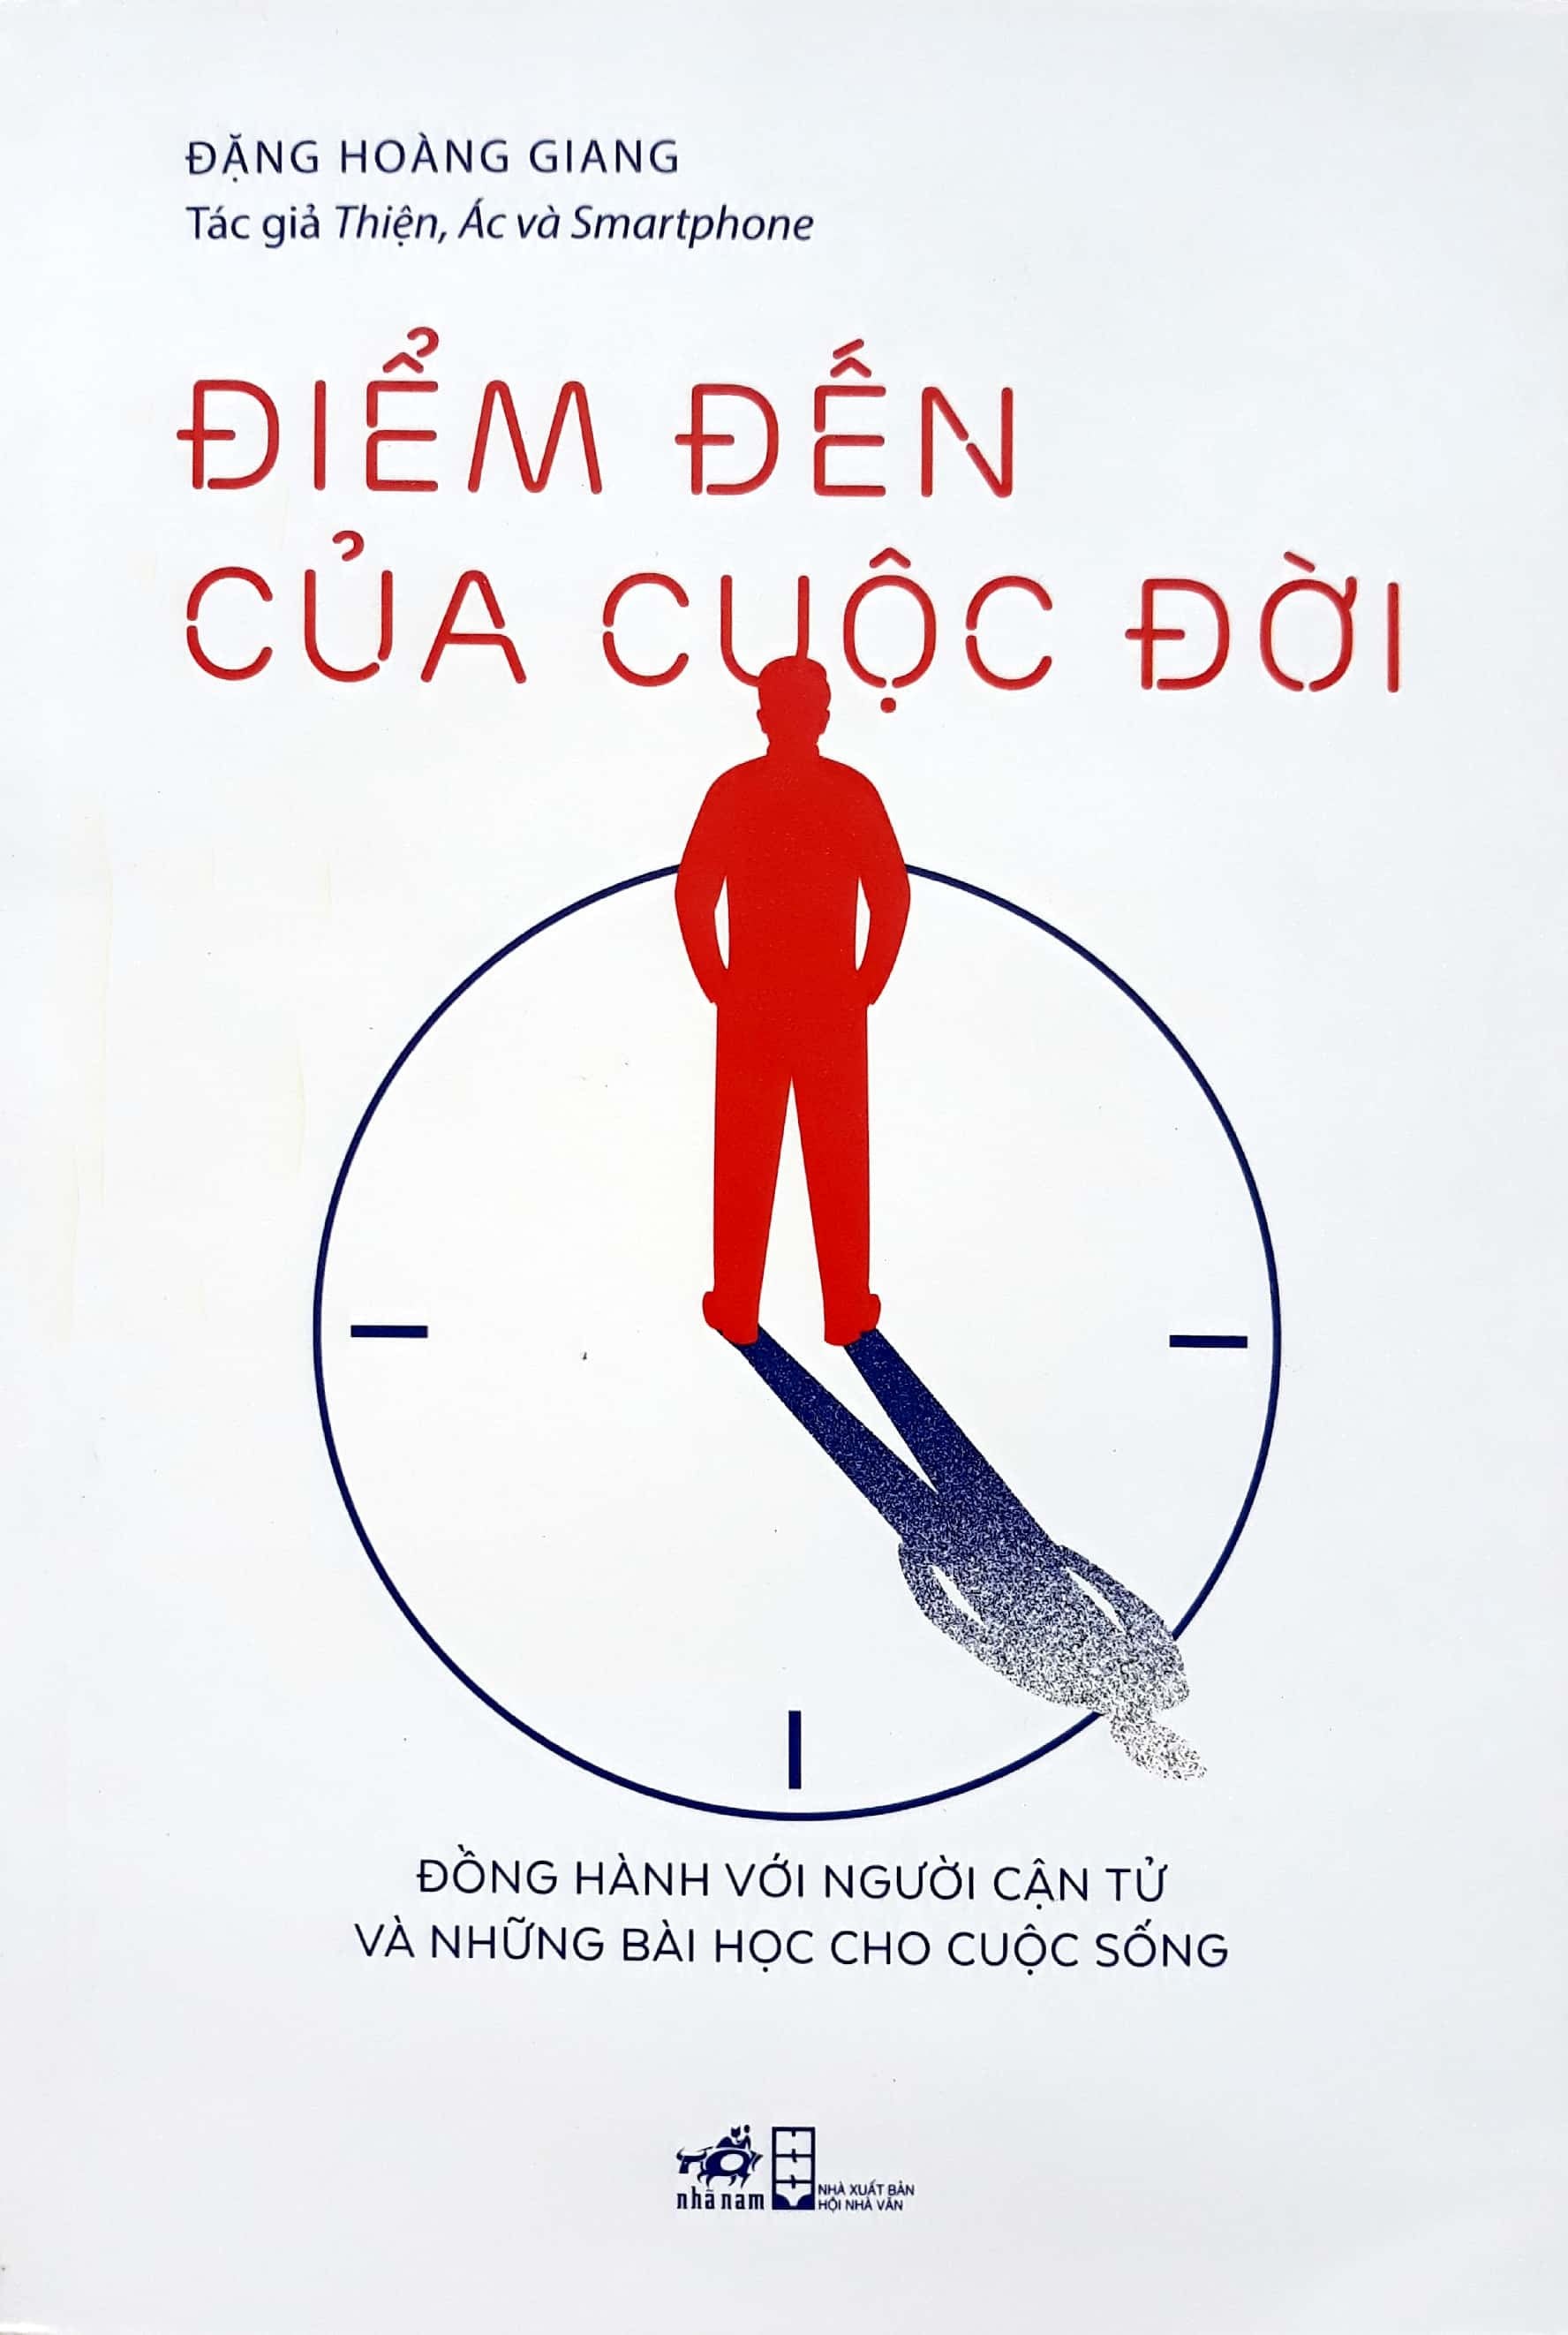 ĐẶNG HOÀNG GIANG
Tác giả Thiện, Ác và Smartphone
ĐIỂM ĐẾN
CỦA CUỘC ĐỜI
ĐỒNG HÀNH VỚI NGƯỜI CẬN TỬ
VÀ NHỮNG BÀI HỌC CHO CUỘC SỐNG
nhã nam
NHÀ XUẤT BẢN
HỘI NHÀ VĂN